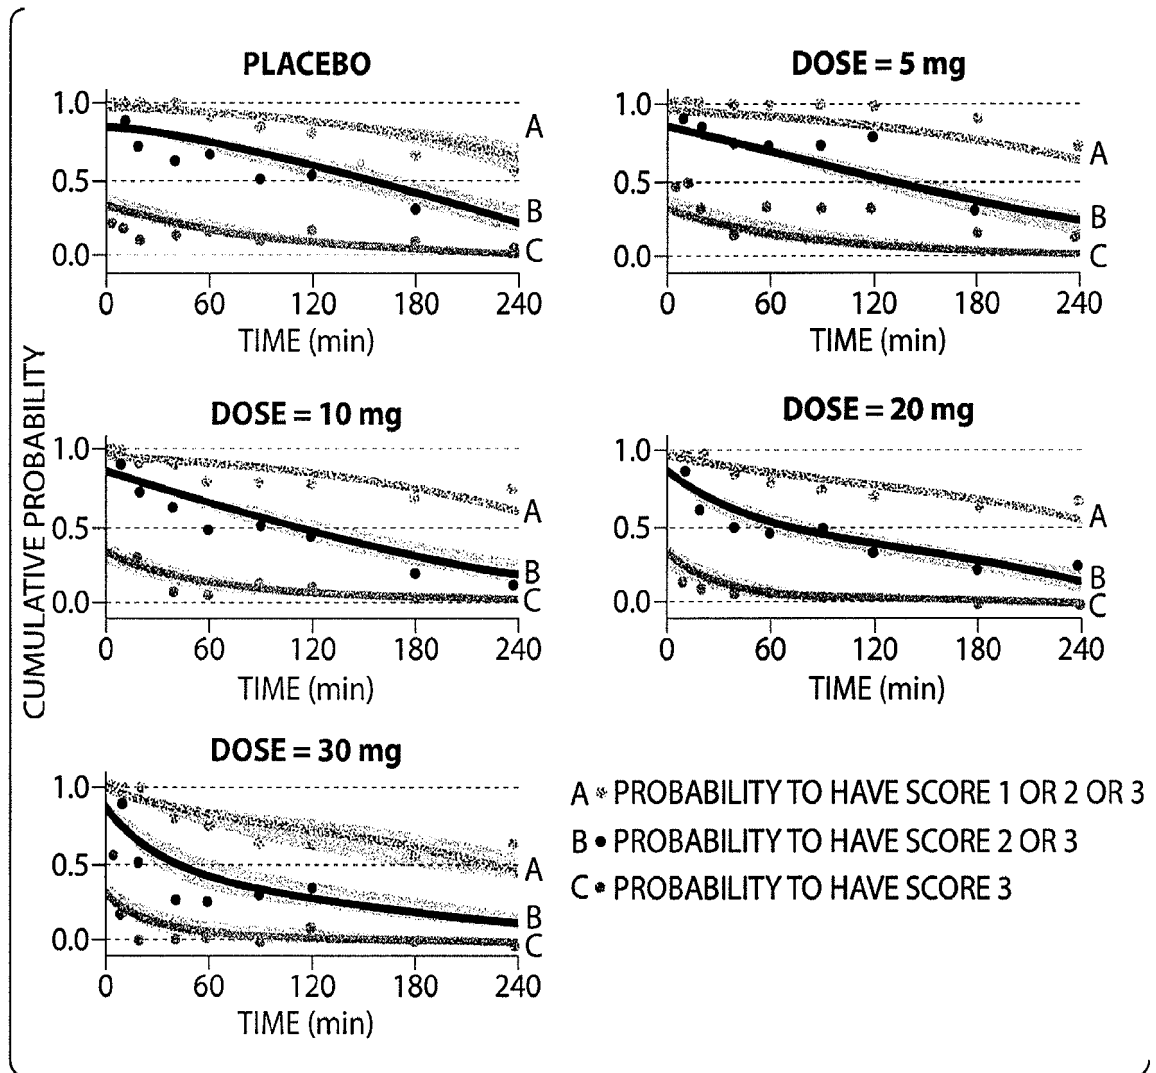 PLACEBO
1.0
0.5
0.0
A
B
C
0 60 120 180 240
TIME (min)
DOSE = 5 mg
1.0
0.5
0.0
A
B
C
0 60 120 180 240
TIME (min)
CUMULATIVE PROBABILITY
DOSE = 10 mg
1.0
0.5
0.0
A
B
C
0 60 120 180 240
TIME (min)
DOSE = 20 mg
1.0
0.5
0.0
A
B
C
0 60 120 180 240
TIME (min)
DOSE = 30 mg
1.0
0.5
0.0
A
B
C
0 60 120 180 240
TIME (min)
A PROBABILITY TO HAVE SCORE 1 OR 2 OR 3
B PROBABILITY TO HAVE SCORE 2 OR 3
C PROBABILITY TO HAVE SCORE 3